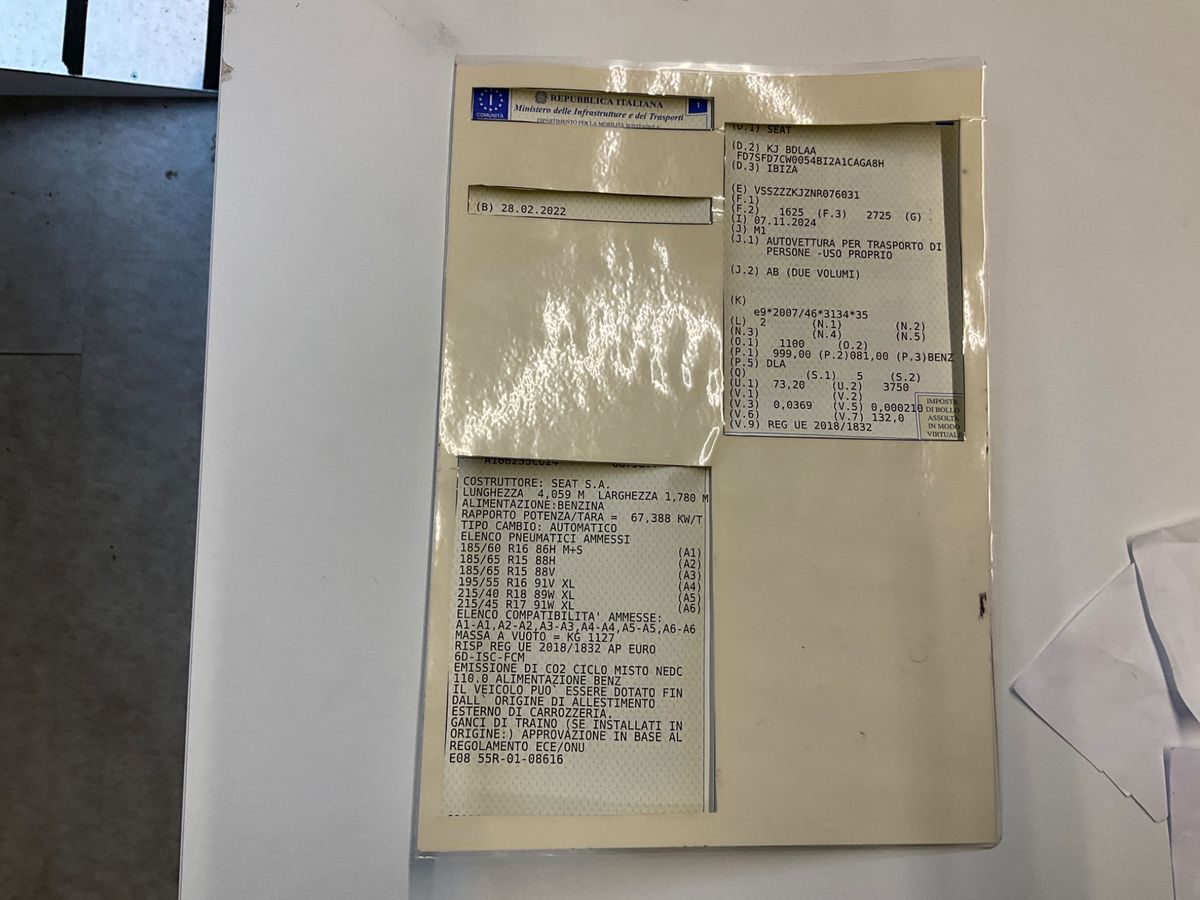 COMUNITÀ
REPUBBLICA ITALIANA
Ministero delle Infrastrutture e dei Trasporti
DIPARTIMENTO PER LA MOBILITÀ SOSTENIBILE
1
(B) 28.02.2022
COSTRUTTORE: SEAT S.A.
LUNGHEZZA 4,059 M LARGHEZZA 1,780 M
ALIMENTAZIONE:BENZINA
RAPPORTO POTENZA/TARA = 67,388 KW/T
TIPO CAMBIO: AUTOMATICO
ELENCO PNEUMATICI AMMESSI
185/60 R16 86H M+S (A1)
185/65 R15 88H (A2)
185/65 R15 88V (A3)
195/55 R16 91V XL (A4)
215/40 R18 89W XL (A5)
215/45 R17 91W XL (A6)
ELENCO COMPATIBILITA' AMMESSE:
A1-A1,A2-A2,A3-A3,A4-A4,A5-A5,A6-A6
MASSA A VUOTO = KG 1127
RISP REG UE 2018/1832 AP EURO
6D-ISC-FCM
EMISSIONE DI CO2 CICLO MISTO NEDC
110.0 ALIMENTAZIONE BENZ
IL VEICOLO PUO` ESSERE DOTATO FIN
DALL` ORIGINE DI ALLESTIMENTO
ESTERNO DI CARROZZERIA.
GANCI DI TRAINO (SE INSTALLATI IN
ORIGINE:) APPROVAZIONE IN BASE AL
REGOLAMENTO ECE/ONU
E08 55R-01-08616
(D.1) SEAT
(D.2) KJ BDLAA
FD7SFD7CW0054BI2A1CAGA8H
(D.3) IBIZA
(E) VSSZZZKJZNR076031
(F.1)
(F.2) 1625 (F.3) 2725 (G)
(I) 07.11.2024
(J) M1
(J.1) AUTOVETTURA PER TRASPORTO DI
PERSONE -USO PROPRIO
(J.2) AB (DUE VOLUMI)
(K)
e9*2007/46*3134*35
(L) 2 (N.1) (N.2)
(N.3) (N.4) (N.5)
(O.1) 1100 (O.2)
(P.1) 999,00 (P.2)081,00 (P.3)BENZ
(P.5) DLA
(Q) (S.1) 5 (S.2)
(U.1) 73,20 (U.2) 3750
(V.1) (V.2)
(V.3) 0,0369 (V.5) 0,000210
(V.6) (V.7) 132,0
(V.9) REG UE 2018/1832
IMPOSTA
DI BOLLO
ASSOLTA
IN MODO
VIRTUALE